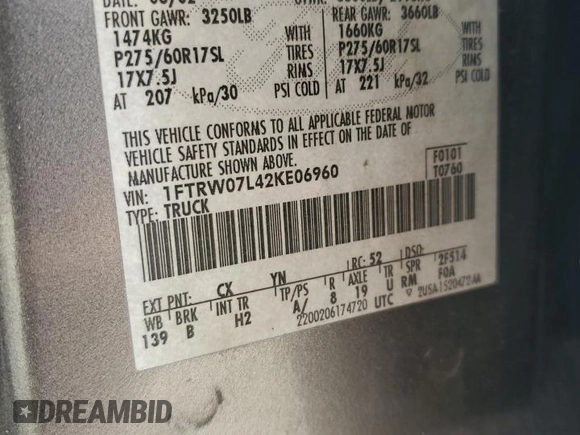 DATE:
FRONT GAWR: 3250LB
1474KG WITH
P275/60R17SL TIRES
17X7.5J RIMS
AT 207 kPa/30 PSI COLD
REAR GAWR: 3660LB
1660KG WITH
P275/60R17SL TIRES
17X7.5J RIMS
AT 221 kPa/32 PSI COLD
THIS VEHICLE CONFORMS TO ALL APPLICABLE FEDERAL MOTOR
VEHICLE SAFETY STANDARDS IN EFFECT ON THE DATE OF
MANUFACTURE SHOWN ABOVE.
VIN: 1FTRW07L42KE06960
TYPE: TRUCK
F0101
T0760
EXT PNT: CX YN RC: 52 DSO: 2F514
WB BRK INT TR TP/PS R AXLE TR SPR FOA
139 B H2 A/ 8 19 U RM
2200206174720 UTC
DREAMBID